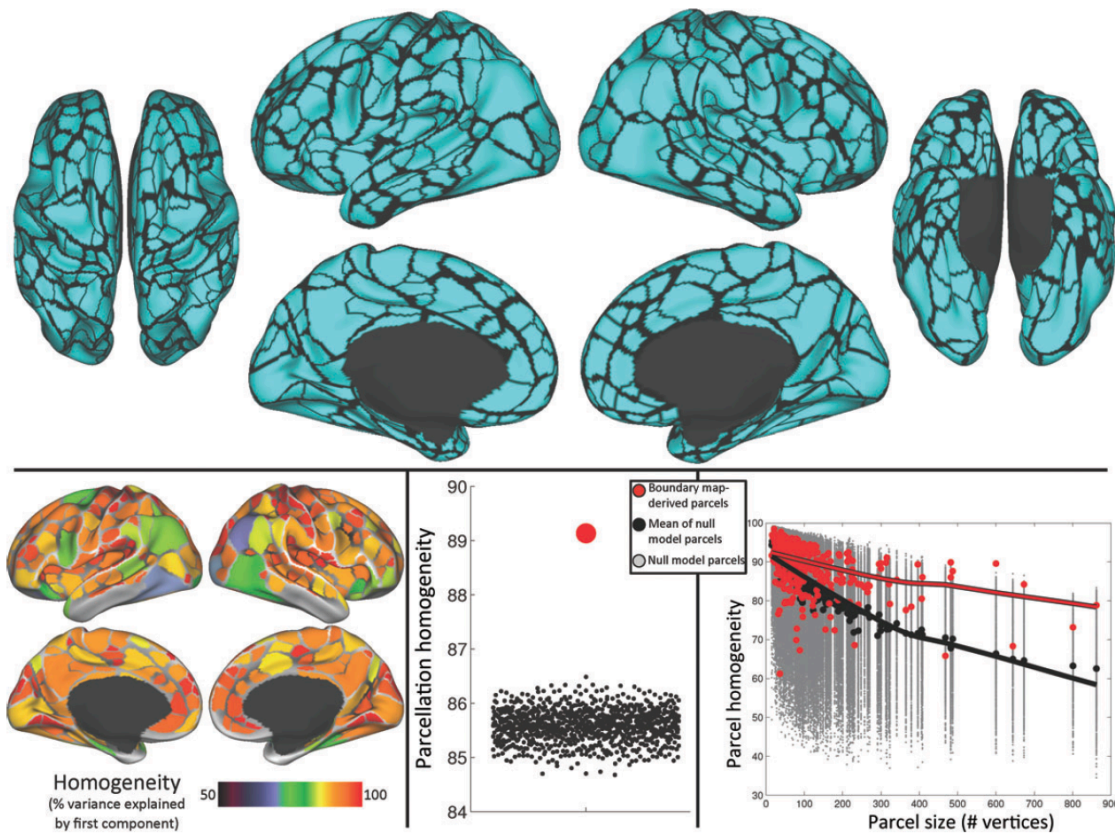 Homogeneity
(% variance explained
by first component)
50
100
Parcellation homogeneity
90
89
88
87
86
85
84
Boundary map-
derived parcels
Mean of null
model parcels
Null model parcels
Parcel homogeneity
100
90
80
70
60
50
40
30
0 100 200 300 400 500 600 700 800 900
Parcel size (# vertices)